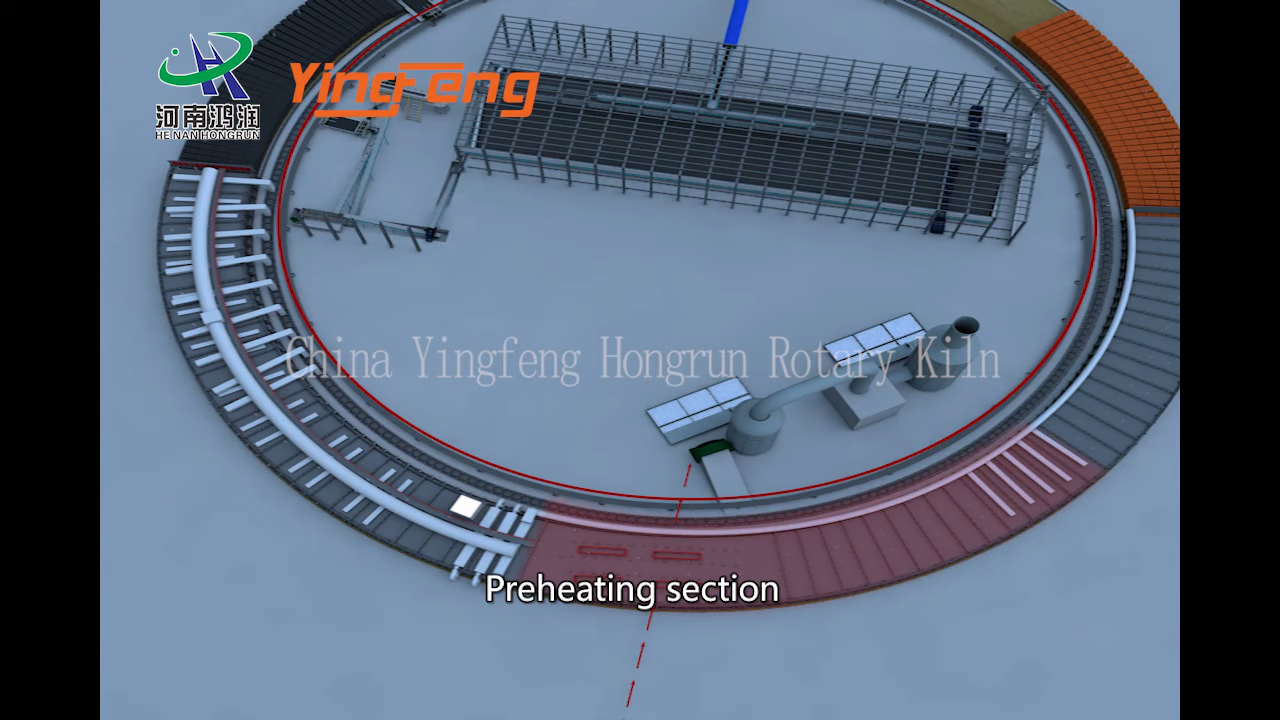 YingFeng
河南鸿润
HE NAN HONGRUN
China Yingfeng Hongrun Rotary Kiln
Preheating section